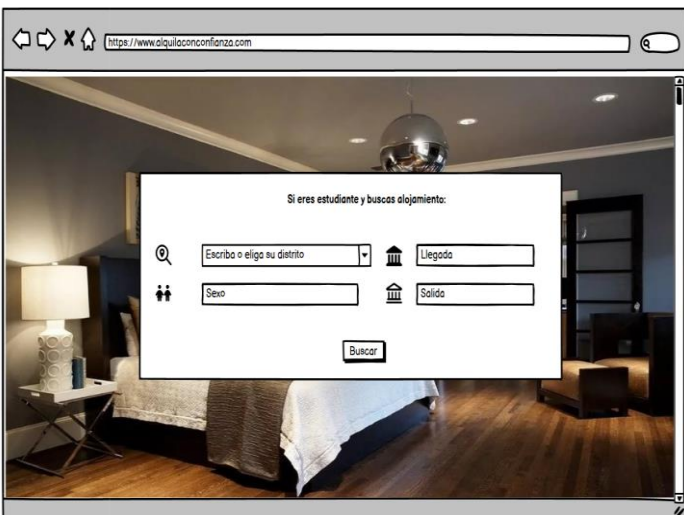 https://www.alquilaconconfianza.com
Si eres estudiante y buscas alojamiento:
Escriba o eliga su distrito
Llegada
Sexo
Salida
Buscar